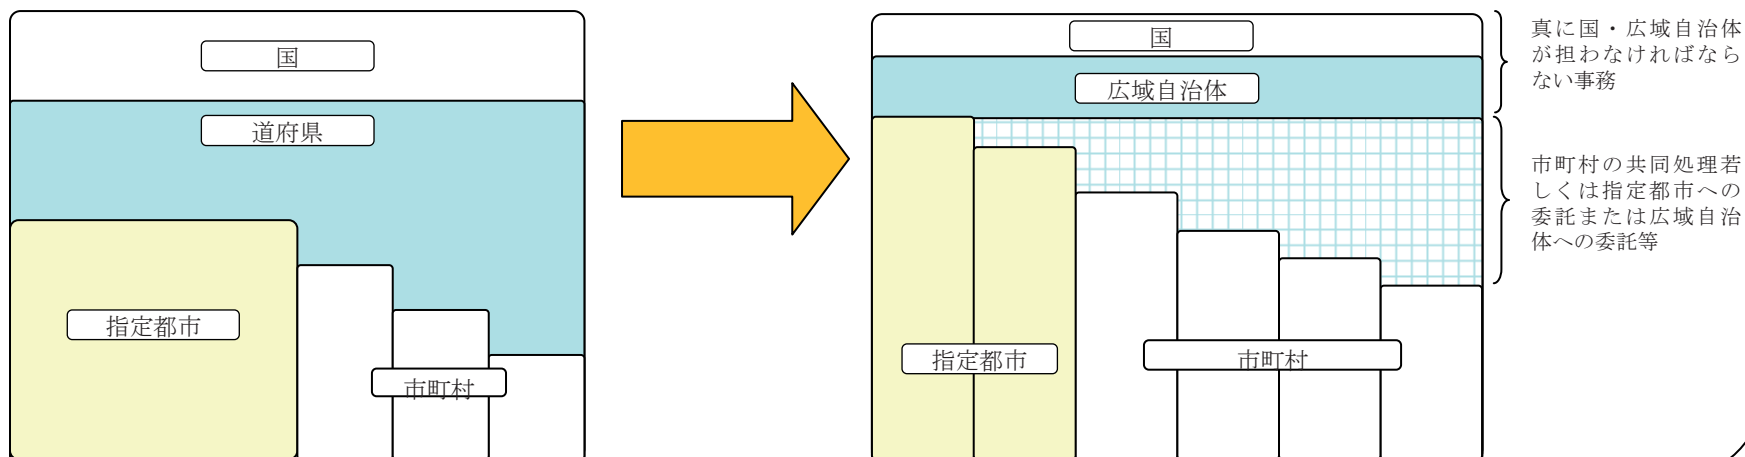 国
道府県
指定都市
市町村
国
広域自治体
指定都市
市町村
真に国・広域自治体
が担わなければなら
ない事務
市町村の共同処理若
しくは指定都市への
委託または広域自治
体への委託等